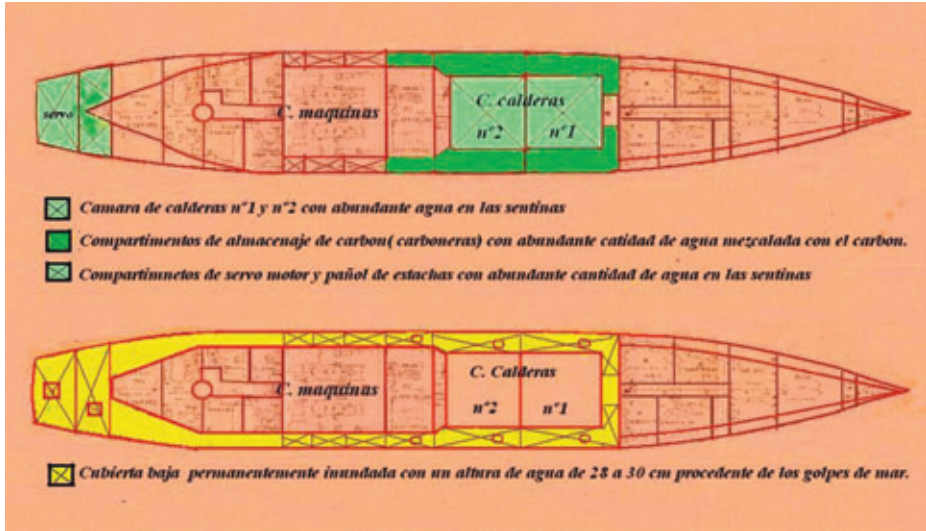 servo
C. maquinas
C. calderas
nº2 nº1
Camara de calderas nº1 y nº2 con abundante agua en las sentinas
Compartimentos de almacenaje de carbon( carboneras) con abundante catidad de agua mezcalada con el carbon.
Compartimnetos de servo motor y pañol de estachas con abundante cantidad de agua en las sentinas
C. maquinas
C. Calderas
nº2 nº1
Cubierta baja permanentemente inundada con un altura de agua de 28 a 30 cm procedente de los golpes de mar.